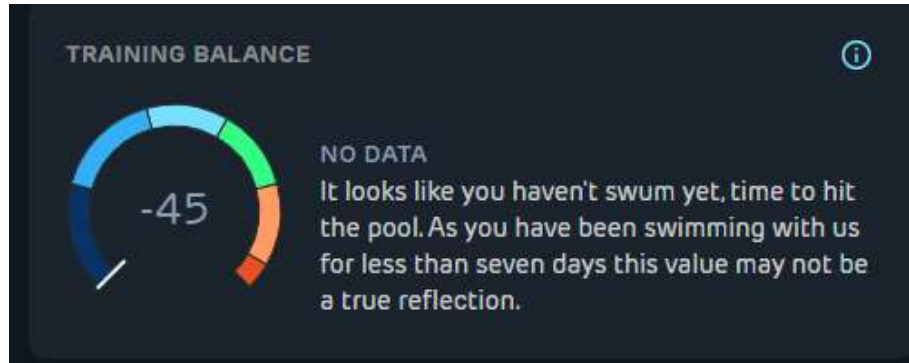 TRAINING BALANCE
-45
NO DATA
It looks like you haven't swum yet, time to hit
the pool. As you have been swimming with us
for less than seven days this value may not be
a true reflection.